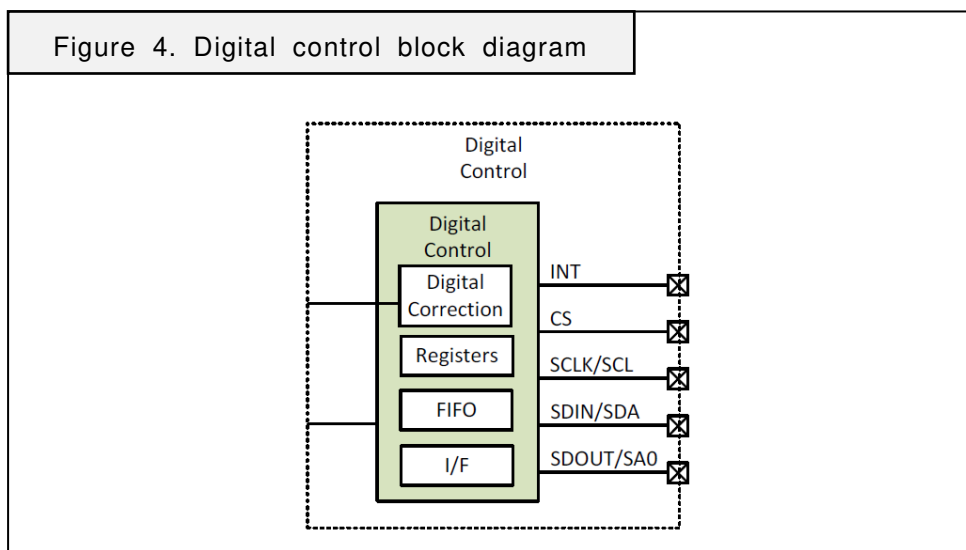 Figure 4. Digital control block diagram
Digital
Control
Digital
Control
Digital
Correction
Registers
FIFO
I/F
INT
CS
SCLK/SCL
SDIN/SDA
SDOUT/SA0